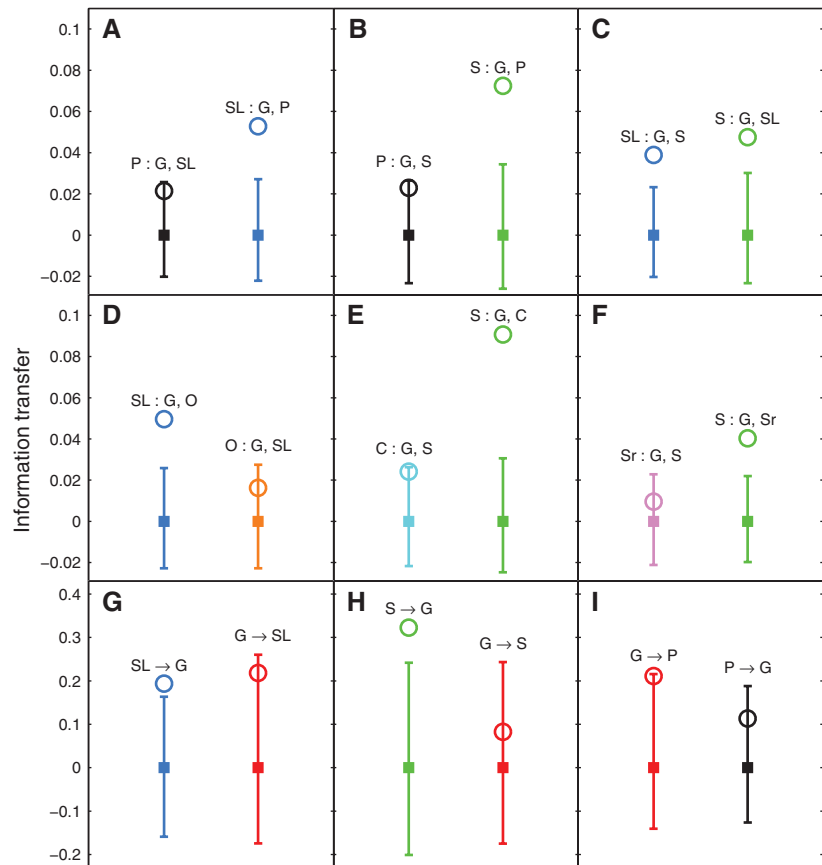 Information transfer
A
B
C
0.1
0.08
0.06
0.04
0.02
0
−0.02
P : G, SL
SL : G, P
P : G, S
S : G, P
SL : G, S
S : G, SL
D
E
F
0.1
0.08
0.06
0.04
0.02
0
−0.02
SL : G, O
O : G, SL
C : G, S
S : G, C
Sr : G, S
S : G, Sr
G
H
I
0.4
0.3
0.2
0.1
0
−0.1
−0.2
SL → G
G → SL
S → G
G → S
G → P
P → G